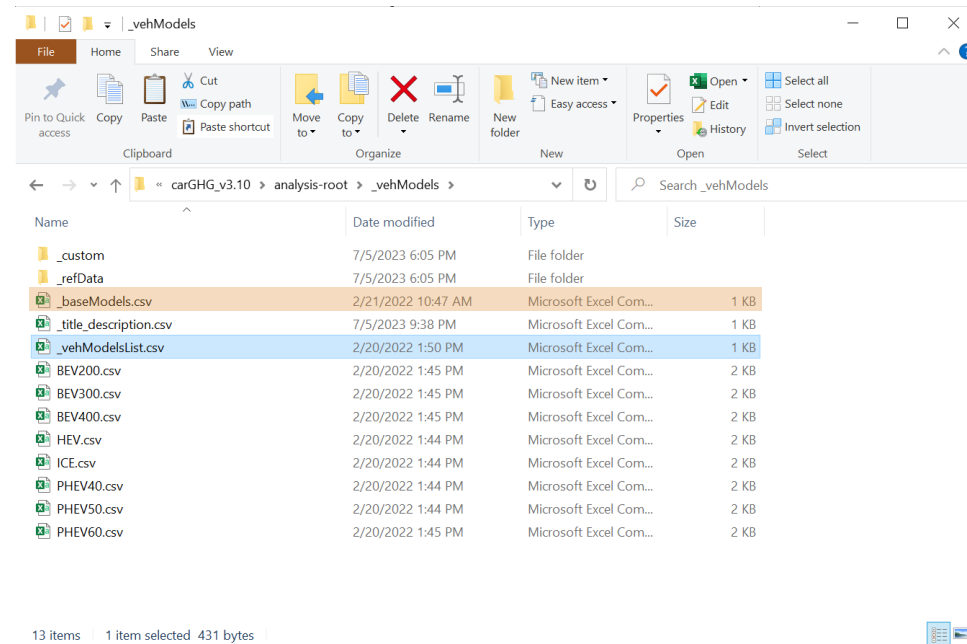 _vehModels
File Home Share View
Pin to Quick access
Copy
Paste
Cut
Copy path
Paste shortcut
Clipboard
Move to
Copy to
Delete
Rename
Organize
New folder
New item
Easy access
New
Properties
Open
Edit
History
Open
Select all
Select none
Invert selection
Select
« carGHG_v3.10 > analysis-root > _vehModels >
Search _vehModels
Name Date modified Type Size
_custom 7/5/2023 6:05 PM File folder
_refData 7/5/2023 6:05 PM File folder
_baseModels.csv 2/21/2022 10:47 AM Microsoft Excel Com... 1 KB
_title_description.csv 7/5/2023 9:38 PM Microsoft Excel Com... 1 KB
_vehModelsList.csv 2/20/2022 1:50 PM Microsoft Excel Com... 1 KB
BEV200.csv 2/20/2022 1:45 PM Microsoft Excel Com... 2 KB
BEV300.csv 2/20/2022 1:45 PM Microsoft Excel Com... 2 KB
BEV400.csv 2/20/2022 1:45 PM Microsoft Excel Com... 2 KB
HEV.csv 2/20/2022 1:44 PM Microsoft Excel Com... 2 KB
ICE.csv 2/20/2022 1:44 PM Microsoft Excel Com... 2 KB
PHEV40.csv 2/20/2022 1:44 PM Microsoft Excel Com... 2 KB
PHEV50.csv 2/20/2022 1:44 PM Microsoft Excel Com... 2 KB
PHEV60.csv 2/20/2022 1:45 PM Microsoft Excel Com... 2 KB
13 items 1 item selected 431 bytes